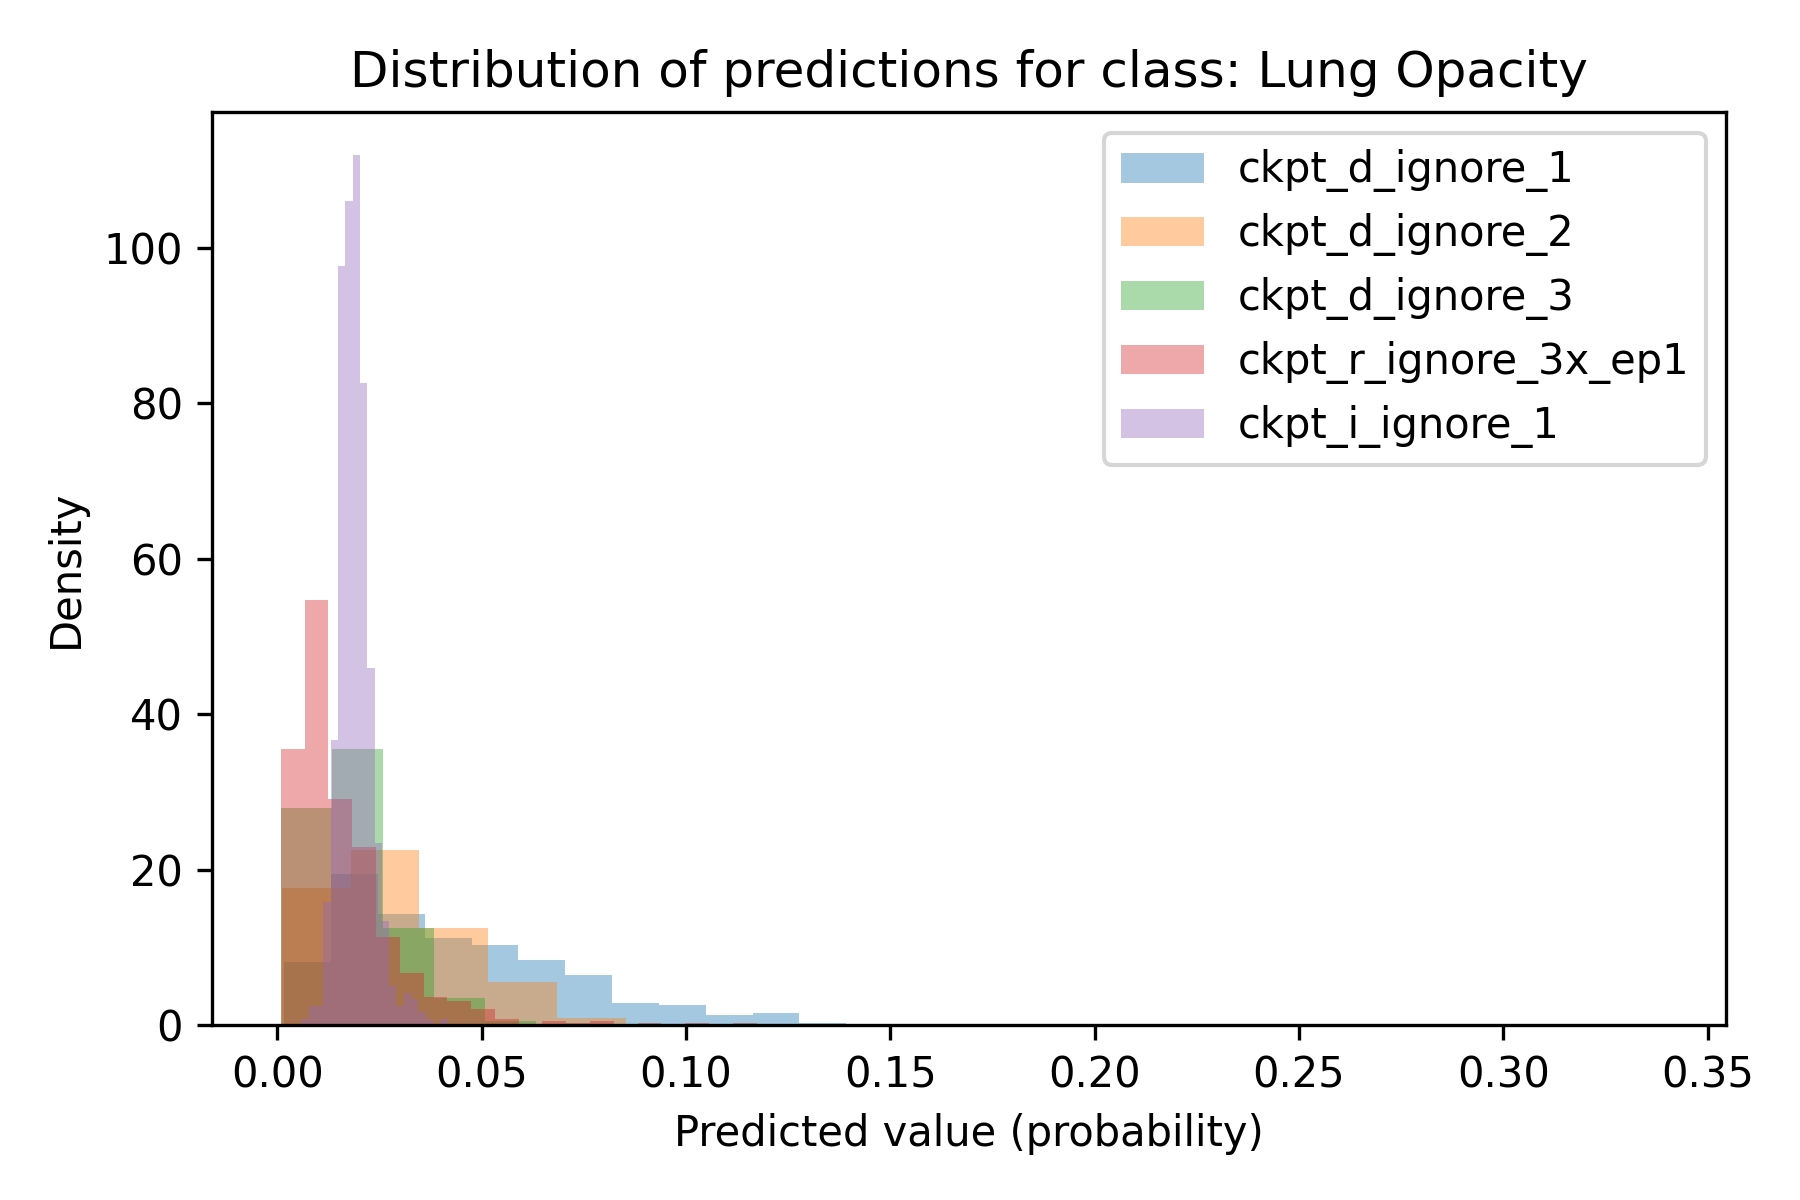 Distribution of predictions for class: Lung Opacity
ckpt_d_ignore_1
ckpt_d_ignore_2
ckpt_d_ignore_3
ckpt_r_ignore_3x_ep1
ckpt_i_ignore_1
Density
100
80
60
40
20
0
0.00 0.05 0.10 0.15 0.20 0.25 0.30 0.35
Predicted value (probability)